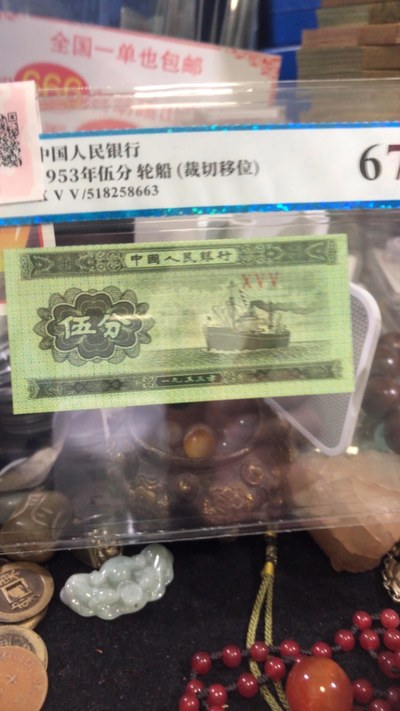 全国一单也包邮
中国人民银行
1953年伍分 轮船 (裁切移位)
X V V/518258663
67
中國人民銀行
XVV
伍分
一九五三年